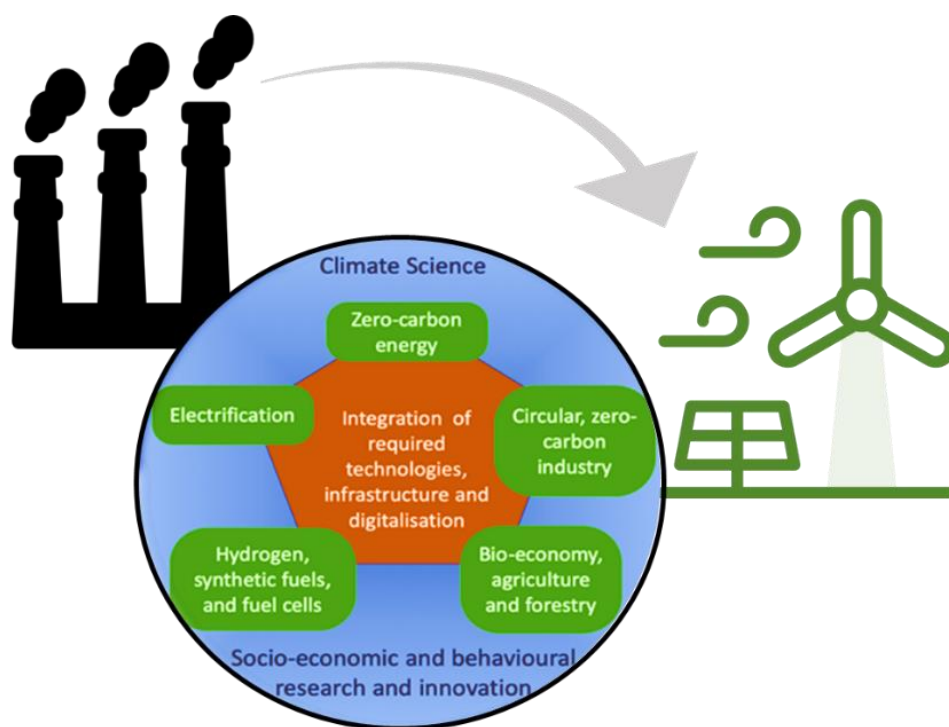 Climate Science
Zero-carbon
energy
Electrification
Integration of
required
technologies,
infrastructure and
digitalisation
Circular, zero-
carbon
industry
Hydrogen,
synthetic fuels,
and fuel cells
Bio-economy,
agriculture
and forestry
Socio-economic and behavioural
research and innovation